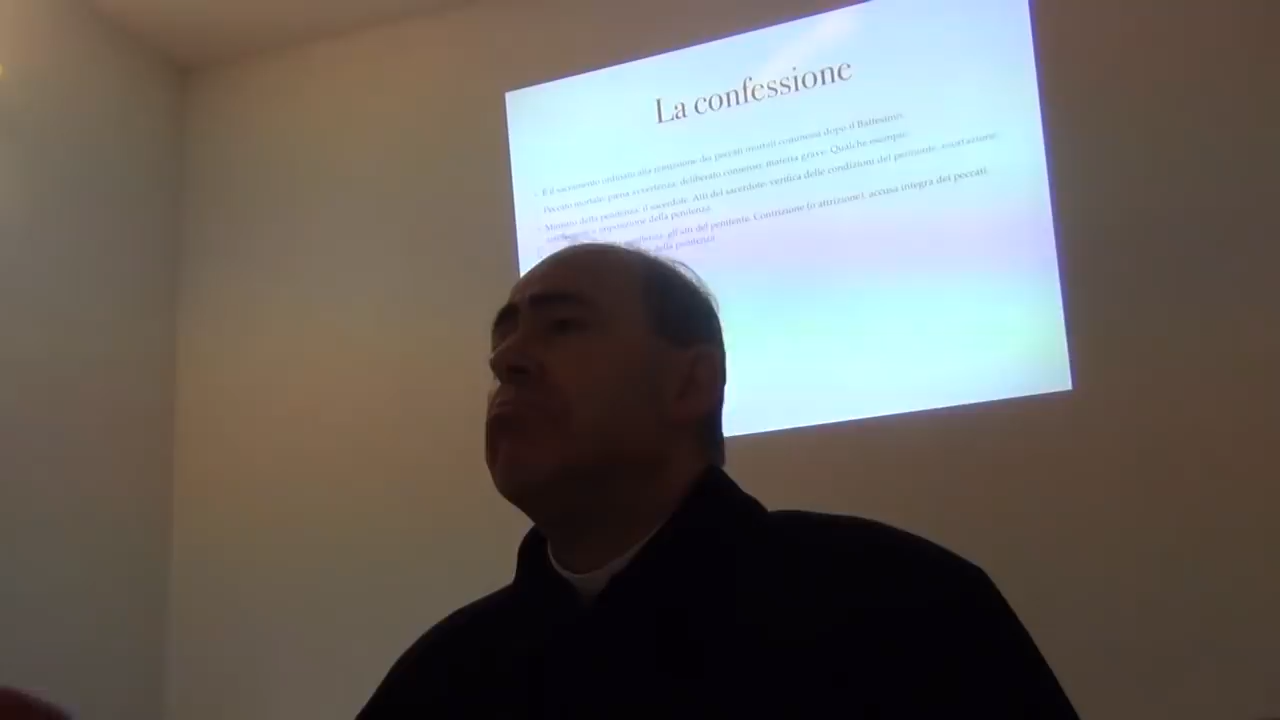 La confessione
È il sacramento ordinato alla remissione dei peccati mortali commessi dopo il Battesimo.
Peccato mortale: piena avvertenza, deliberato consenso, materia grave. Qualche esempio.
Ministro della penitenza: il sacerdote. Atti del sacerdote: verifica delle condizioni del penitente, esortazione,
e imposizione della penitenza.
penitenza: gli atti del penitente. Contrizione (o attrizione), accusa integra dei peccati,
della penitenza